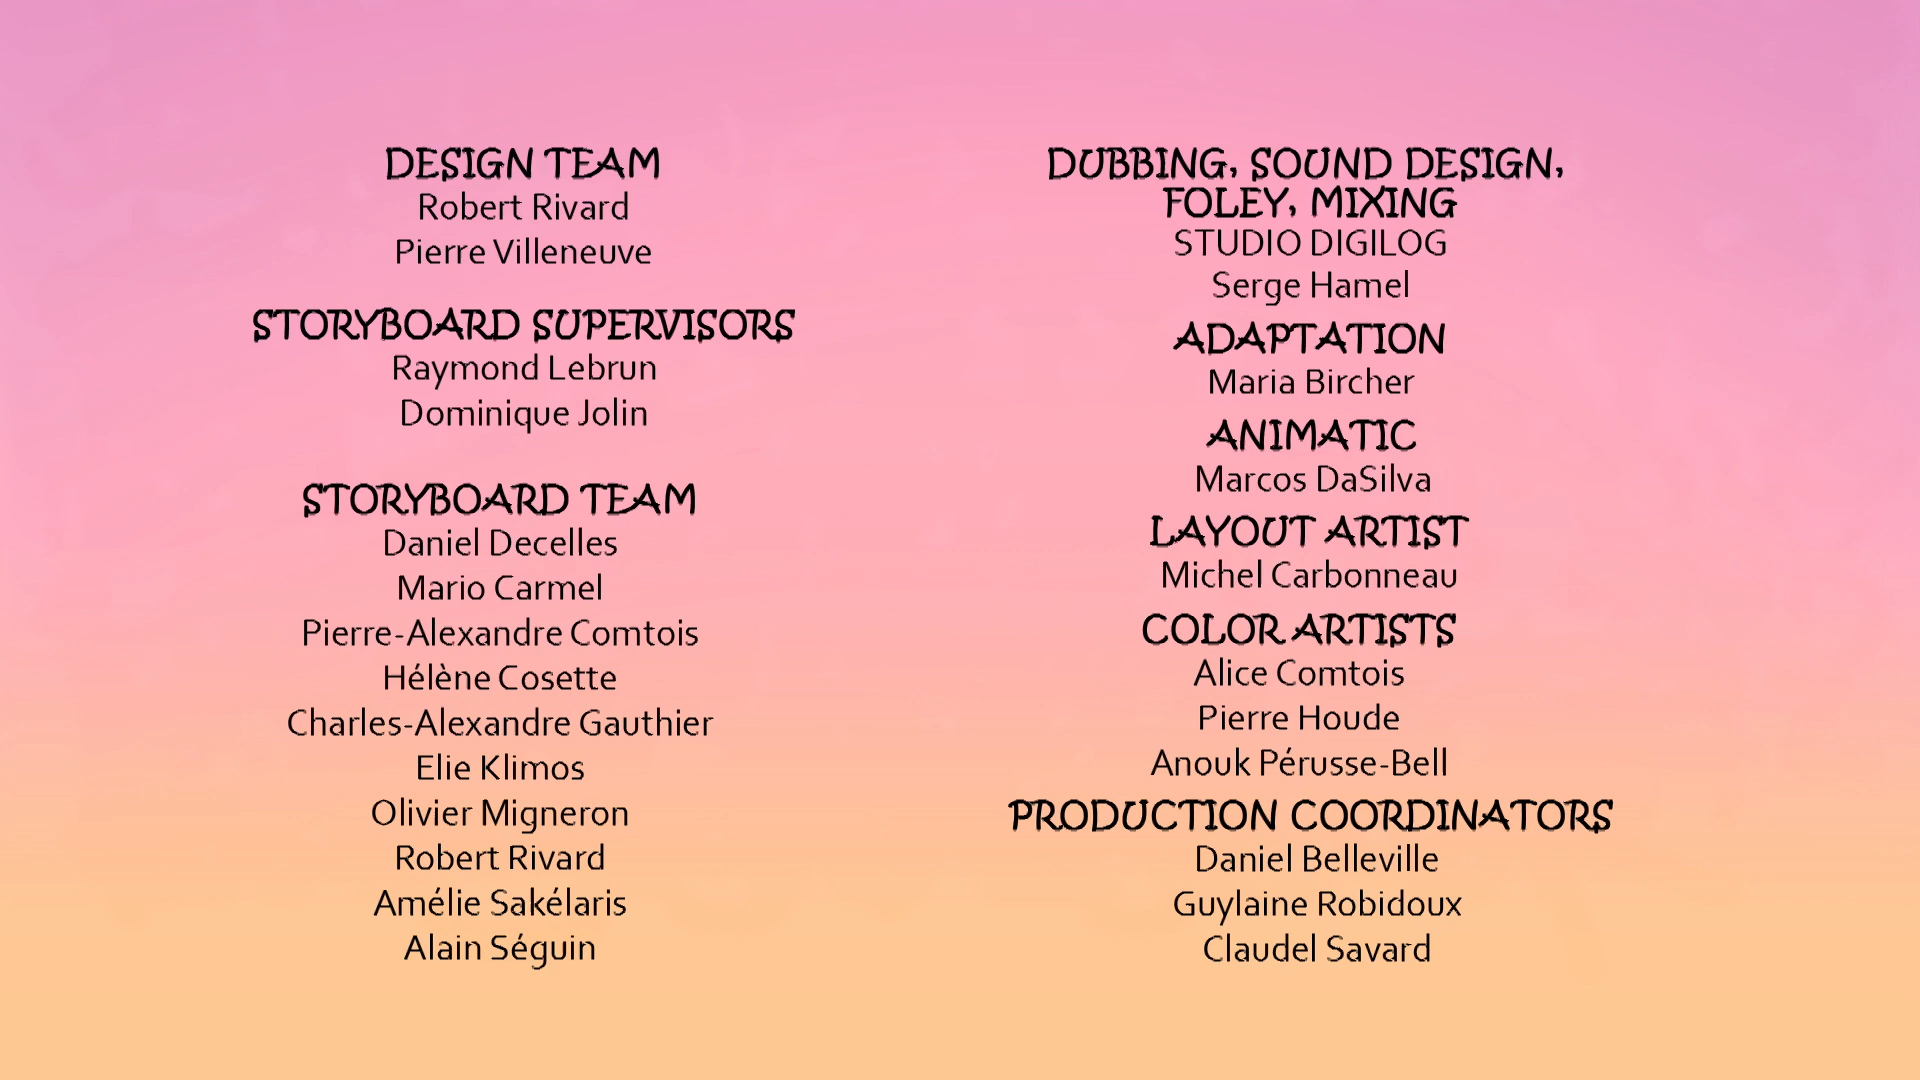 DESIGN TEAM
Robert Rivard
Pierre Villeneuve
STORYBOARD SUPERVISORS
Raymond Lebrun
Dominique Jolin
STORYBOARD TEAM
Daniel Decelles
Mario Carmel
Pierre-Alexandre Comtois
Hélène Cosette
Charles-Alexandre Gauthier
Elie Klimos
Olivier Migneron
Robert Rivard
Amélie Sakélaris
Alain Séguin
DUBBING, SOUND DESIGN,
FOLEY, MIXING
STUDIO DIGILOG
Serge Hamel
ADAPTATION
Maria Bircher
ANIMATIC
Marcos DaSilva
LAYOUT ARTIST
Michel Carbonneau
COLOR ARTISTS
Alice Comtois
Pierre Houde
Anouk Pérusse-Bell
PRODUCTION COORDINATORS
Daniel Belleville
Guylaine Robidoux
Claudel Savard